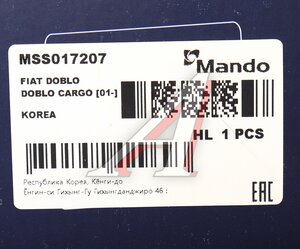 MSS017207
Mando
FIAT DOBLO
DOBLO CARGO [01-]
KOREA
HL 1 PCS
Республика Корея, Кёнги-до
Ёнгин-си Гихынг-Гу Гихынгданджиро 46 :
EAC